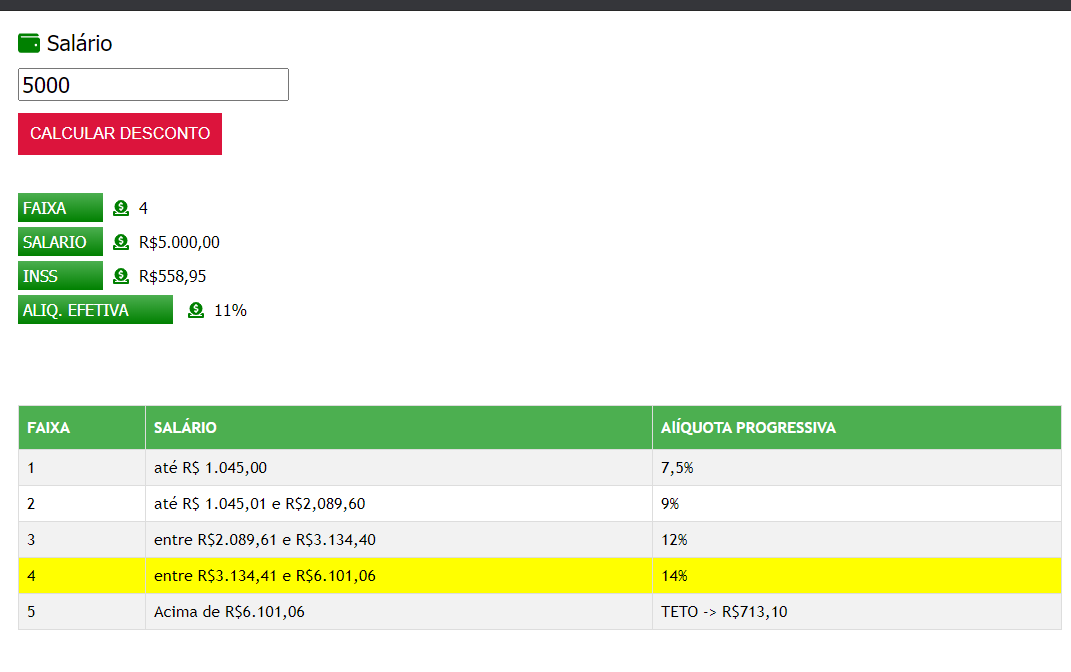 Salário
5000
CALCULAR DESCONTO
FAIXA 4
SALARIO R$5.000,00
INSS R$558,95
ALIQ. EFETIVA 11%
FAIXA SALÁRIO AlÍQUOTA PROGRESSIVA
1 até R$ 1.045,00 7,5%
2 até R$ 1.045,01 e R$2,089,60 9%
3 entre R$2.089,61 e R$3.134,40 12%
4 entre R$3.134,41 e R$6.101,06 14%
5 Acima de R$6.101,06 TETO -> R$713,10